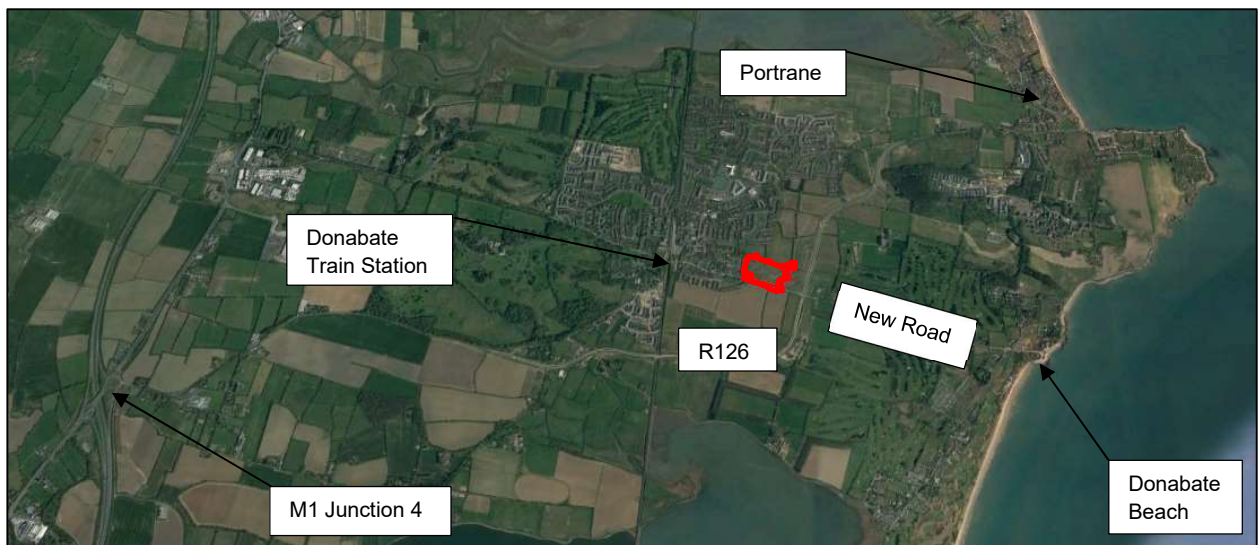 Portrane
Donabate
Train Station
New Road
R126
M1 Junction 4
Donabate
Beach